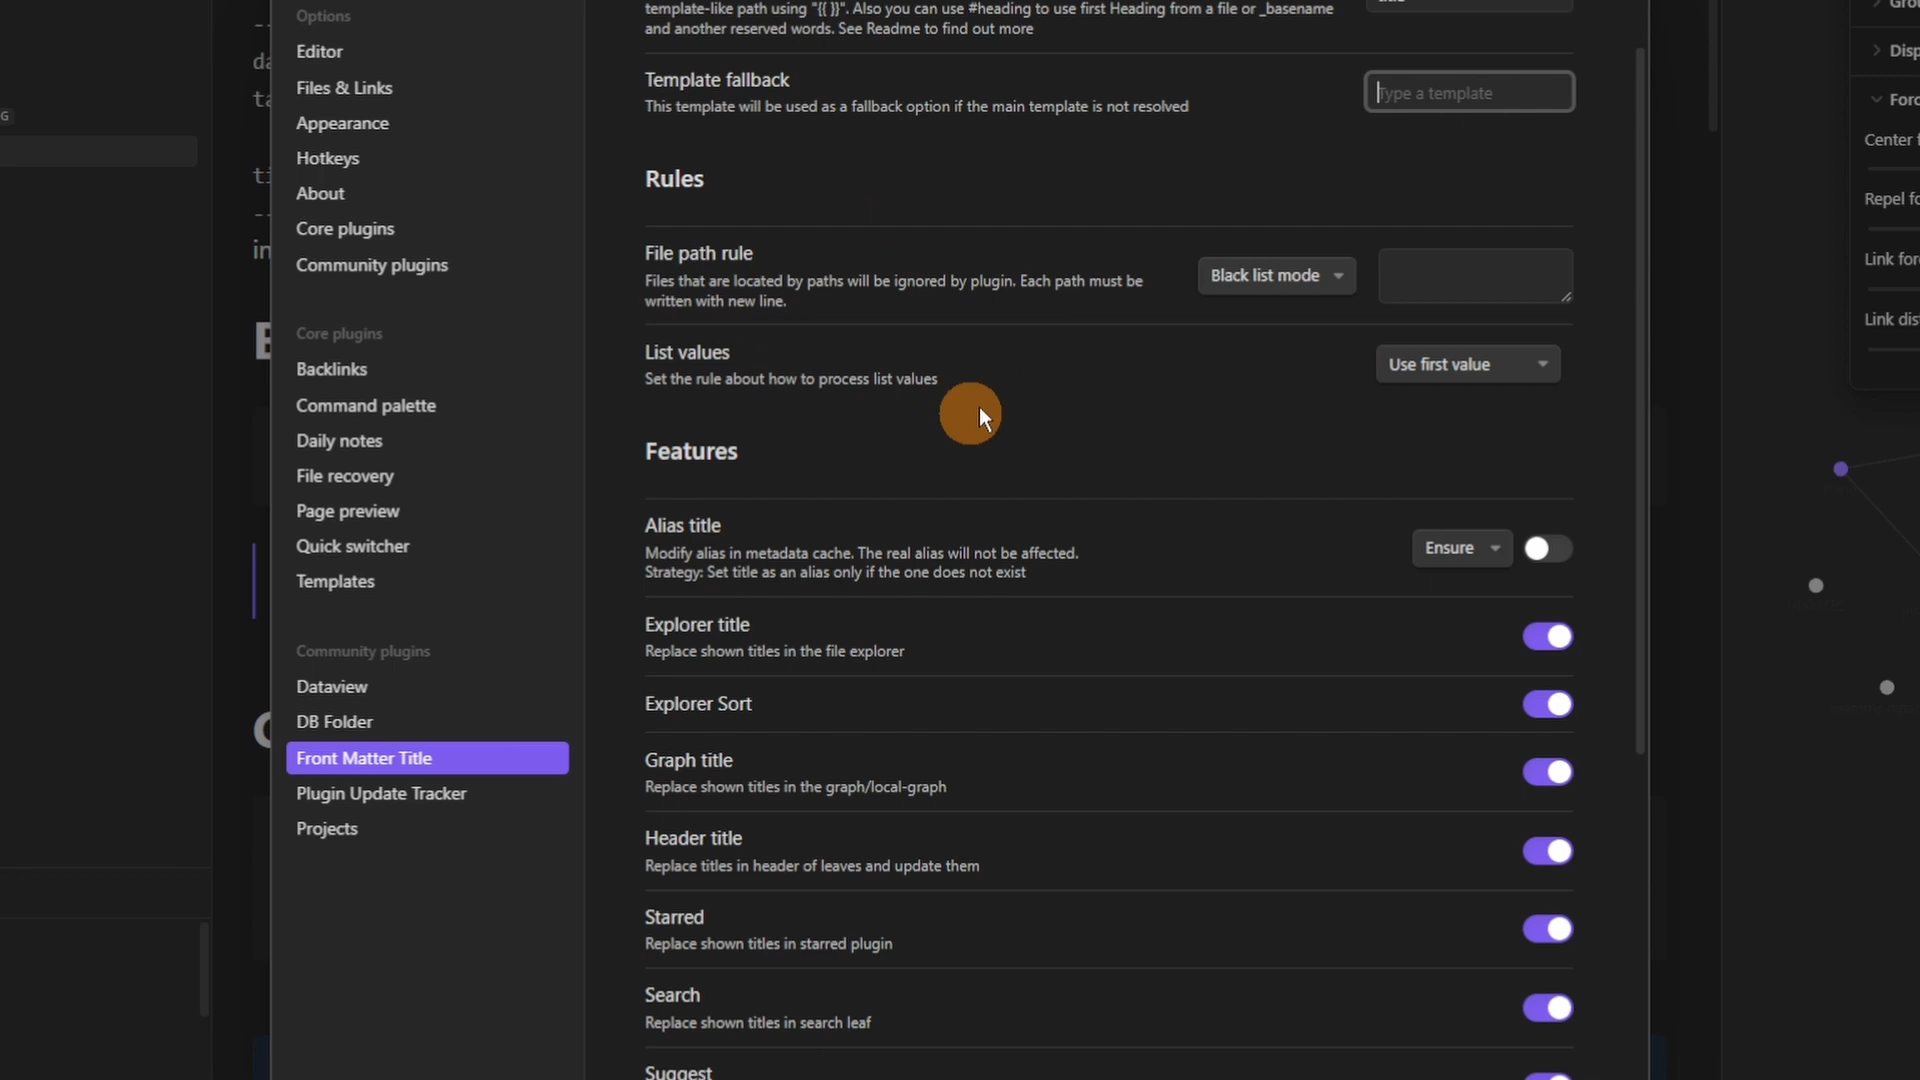 Options
Editor
Files & Links
Appearance
Hotkeys
About
Core plugins
Community plugins
Core plugins
Backlinks
Command palette
Daily notes
File recovery
Page preview
Quick switcher
Templates
Community plugins
Dataview
DB Folder
Front Matter Title
Plugin Update Tracker
Projects
template-like path using "{{ }}". Also you can use #heading to use first Heading from a file or _basename
and another reserved words. See Readme to find out more
Template fallback
This template will be used as a fallback option if the main template is not resolved
Type a template
Rules
File path rule
Files that are located by paths will be ignored by plugin. Each path must be
written with new line.
Black list mode
List values
Set the rule about how to process list values
Use first value
Features
Alias title
Modify alias in metadata cache. The real alias will not be affected.
Strategy: Set title as an alias only if the one does not exist
Ensure
Explorer title
Replace shown titles in the file explorer
Explorer Sort
Graph title
Replace shown titles in the graph/local-graph
Header title
Replace titles in header of leaves and update them
Starred
Replace shown titles in starred plugin
Search
Replace shown titles in search leaf
Suggest
Disp
Forc
Center f
Repel fo
Link for
Link dis